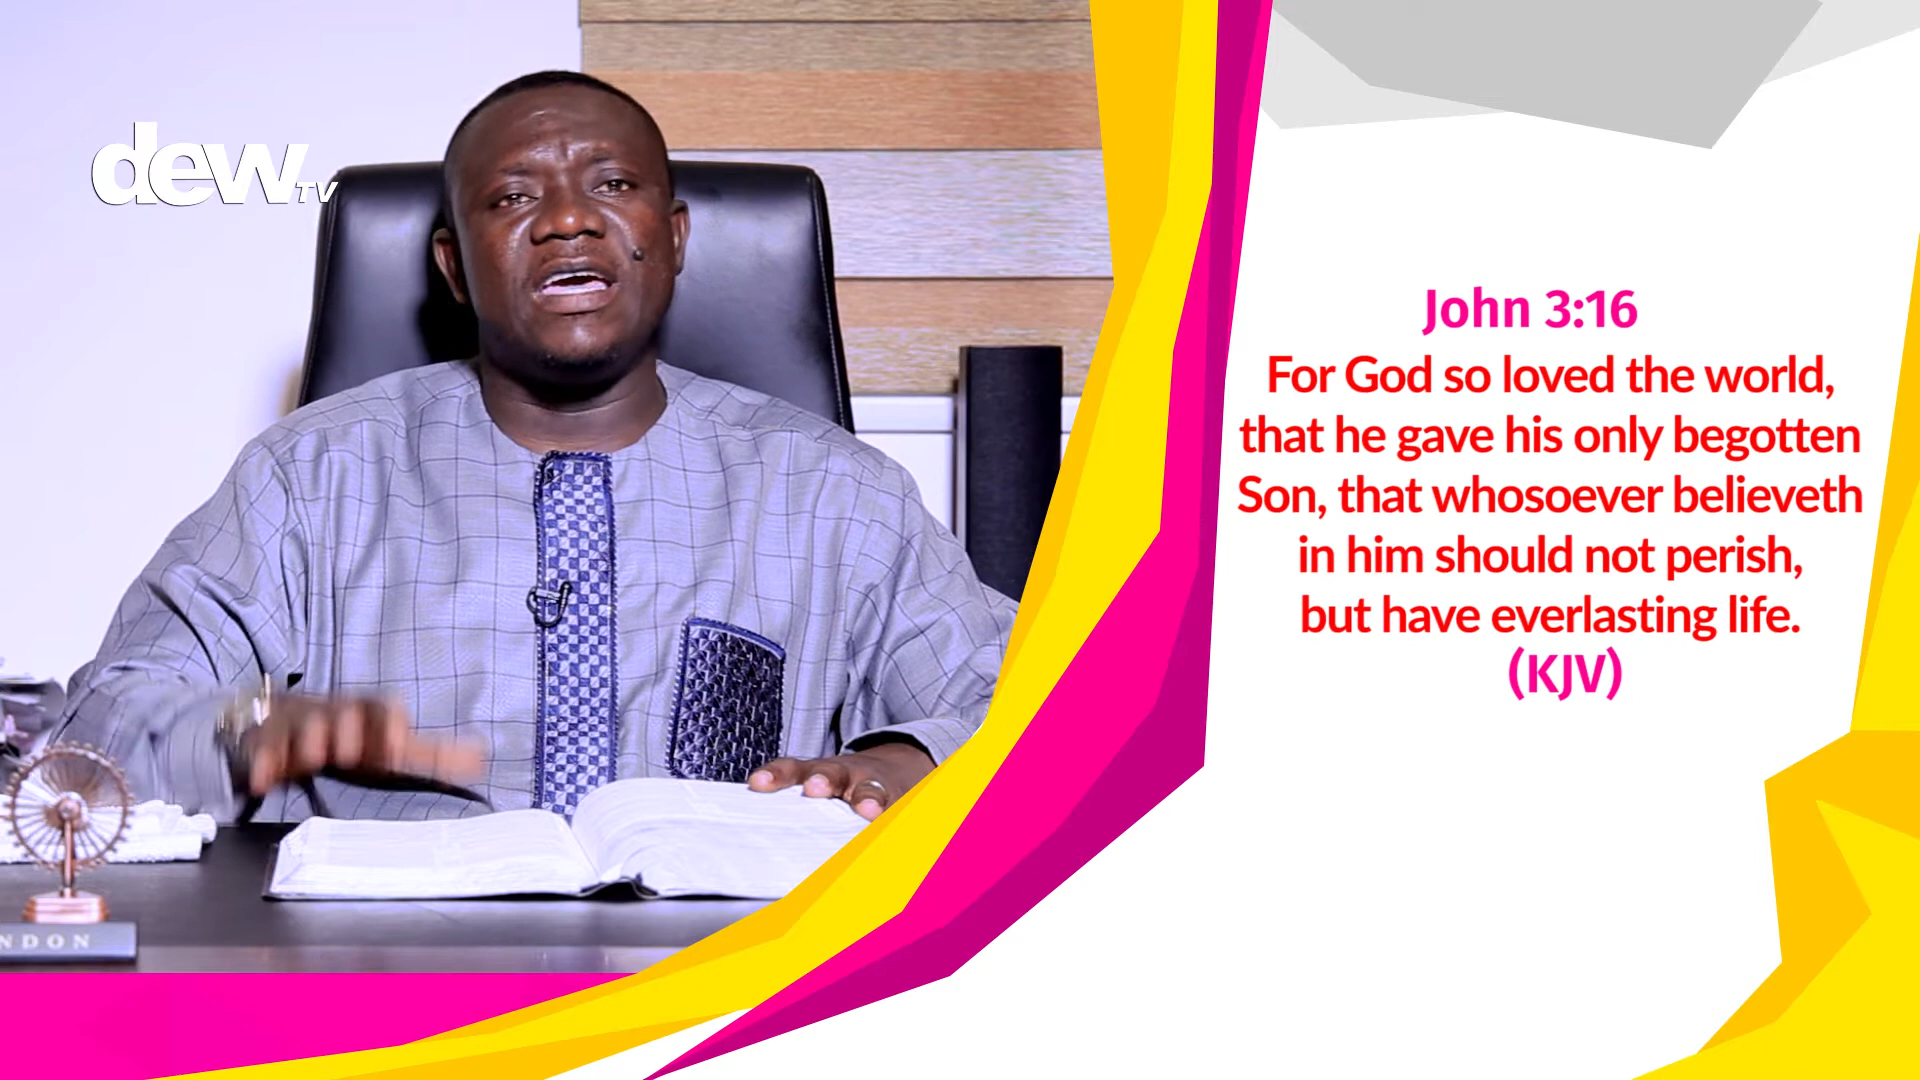 dew TV
John 3:16
For God so loved the world,
that he gave his only begotten
Son, that whosoever believeth
in him should not perish,
but have everlasting life.
(KJV)
NDON